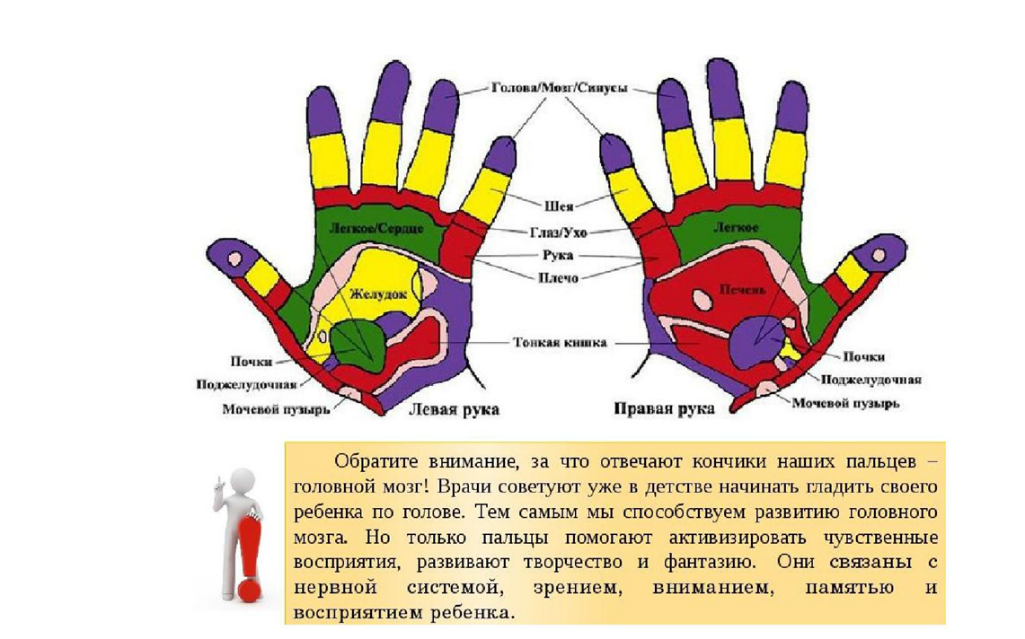 Голова/Мозг/Синусы
Шея
Глаз/Ухо
Рука
Плечо
Тонкая кишка
Легкое/Сердце
Желудок
Почки
Поджелудочная
Мочевой пузырь
Левая рука
Легкое
Печень
Почки
Поджелудочная
Мочевой пузырь
Правая рука
Обратите внимание, за что отвечают кончики наших пальцев –
головной мозг! Врачи советуют уже в детстве начинать гладить своего
ребенка по голове. Тем самым мы способствуем развитию головного
мозга. Но только пальцы помогают активизировать чувственные
восприятия, развивают творчество и фантазию. Они связаны с
нервной системой, зрением, вниманием, памятью и
восприятием ребенка.